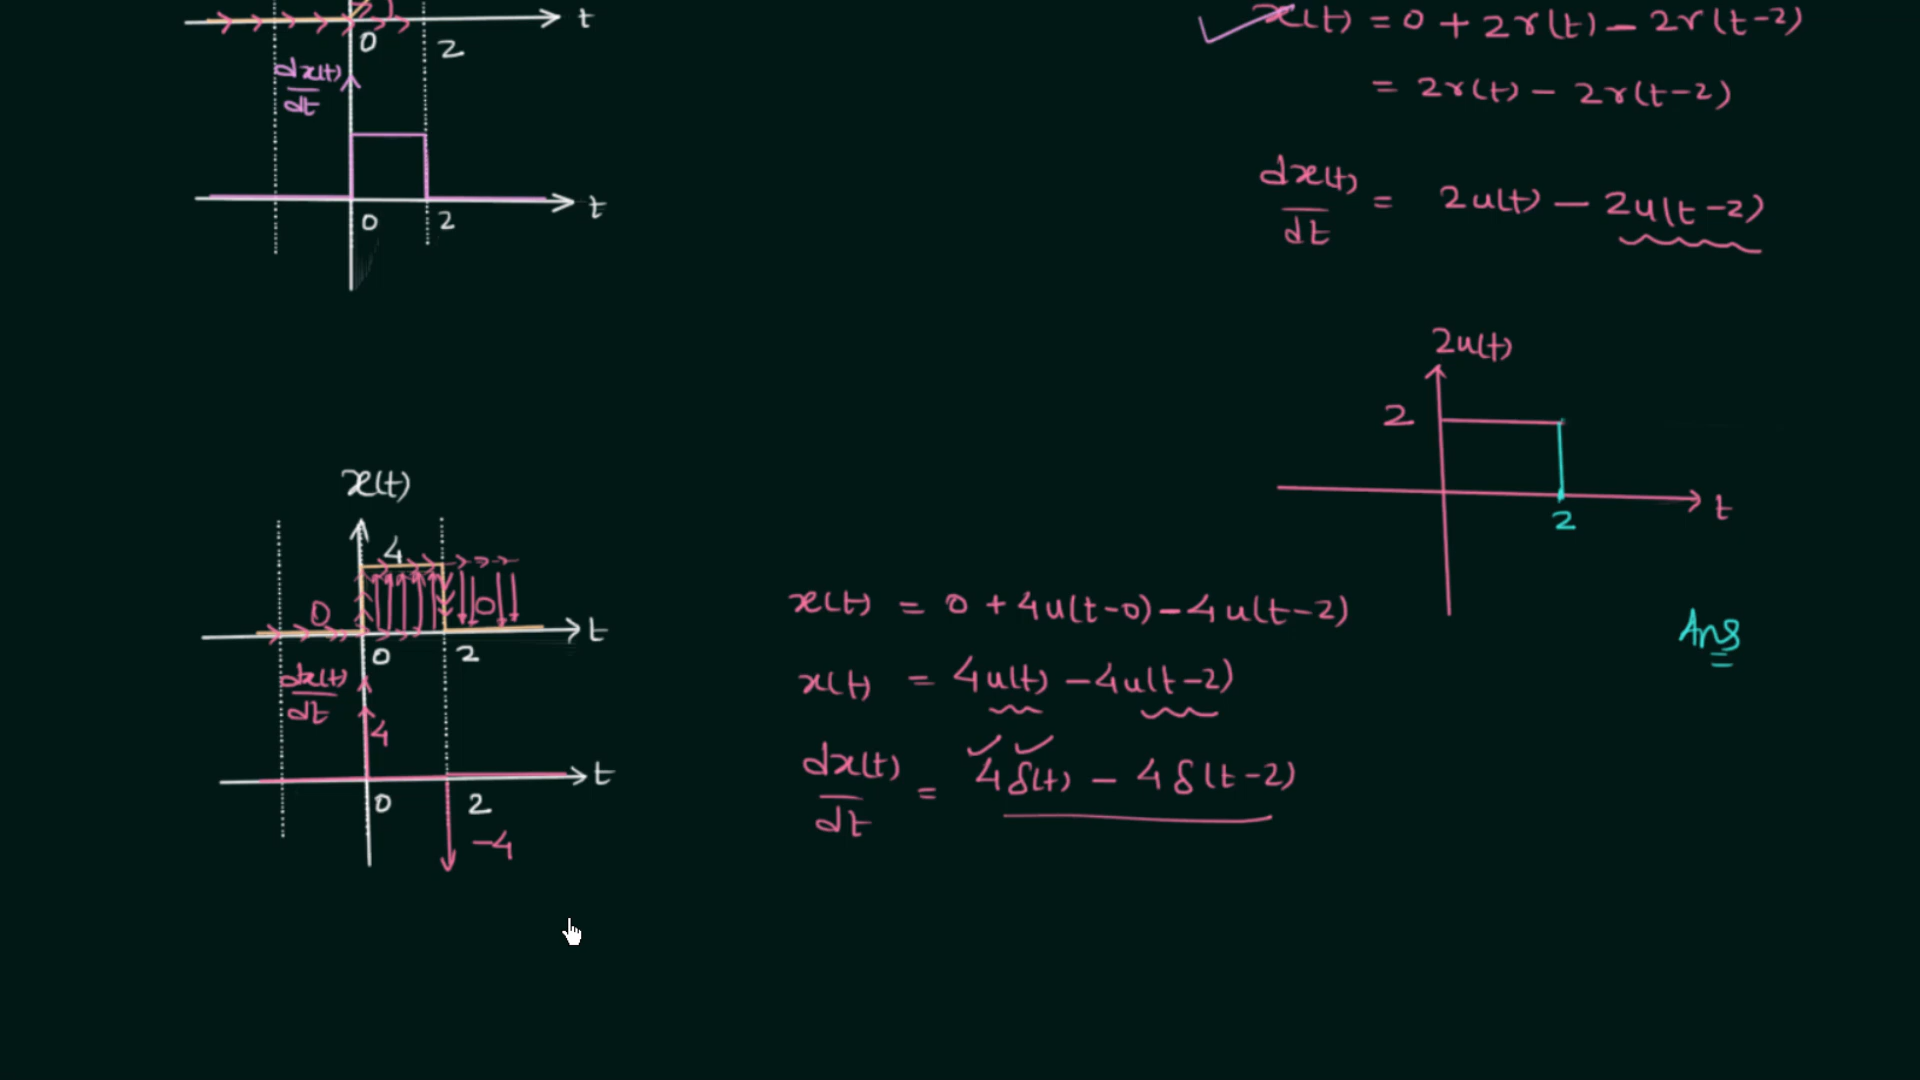 x(t) = 0 + 2r(t) - 2r(t-2)
= 2r(t) - 2r(t-2)
dx(t)/dt = 2u(t) - 2u(t-2)
t
0
2
dx(t)/dt
t
0
2
2u(t)
2
t
2
x(t)
4
0
0
t
0
2
dx(t)/dt
4
t
0
2
-4
x(t) = 0 + 4u(t-0) - 4u(t-2)
x(t) = 4u(t) - 4u(t-2)
dx(t)/dt = 4δ(t) - 4δ(t-2)
Ans